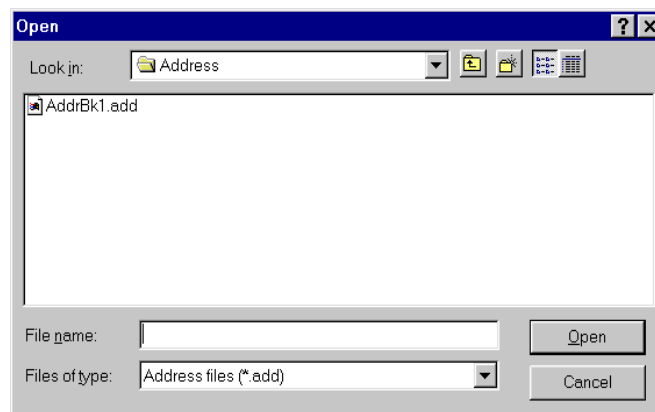 Open
Look in: Address
AddrBk1.add
File name:
Open
Files of type: Address files (*.add)
Cancel